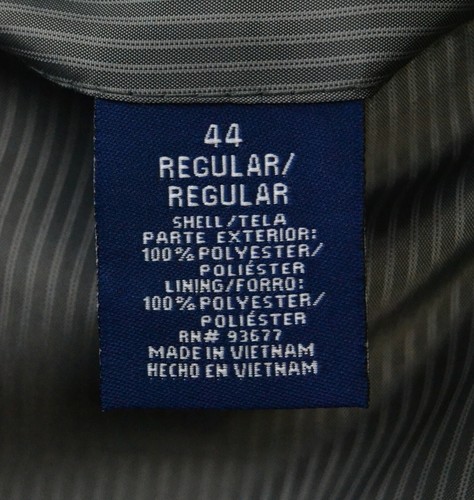 44
REGULAR/
REGULAR
SHELL/TELA
PARTE EXTERIOR:
100% POLYESTER/
POLIÉSTER
LINING/FORRO:
100% POLYESTER/
POLIÉSTER
RN# 93677
MADE IN VIETNAM
HECHO EN VIETNAM